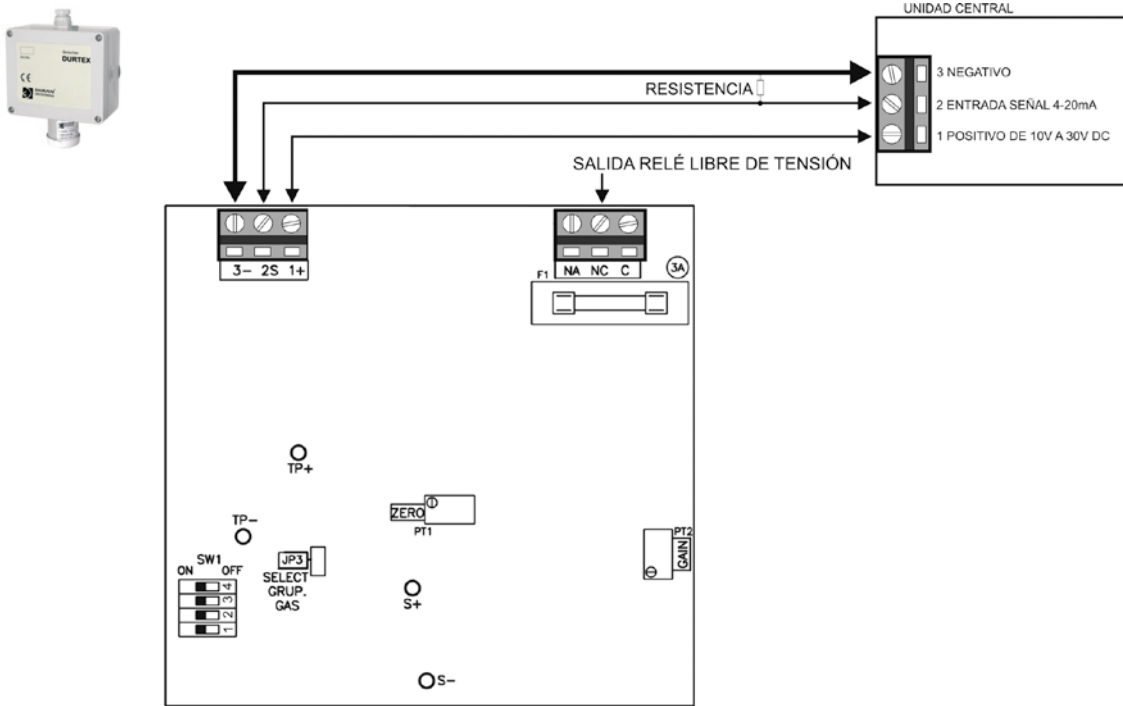 UNIDAD CENTRAL
DURTEX
CE
DURAN
3 NEGATIVO
RESISTENCIA
2 ENTRADA SEÑAL 4-20mA
1 POSITIVO DE 10V A 30V DC
SALIDA RELÉ LIBRE DE TENSIÓN
3- 2S 1+
NA NC C
3A
F1
TP+
ZERO
PT1
TP-
PT2
GAIN
SW1
ON OFF
JP3
SELECT
GRUP.
GAS
4
3
2
1
S+
S-